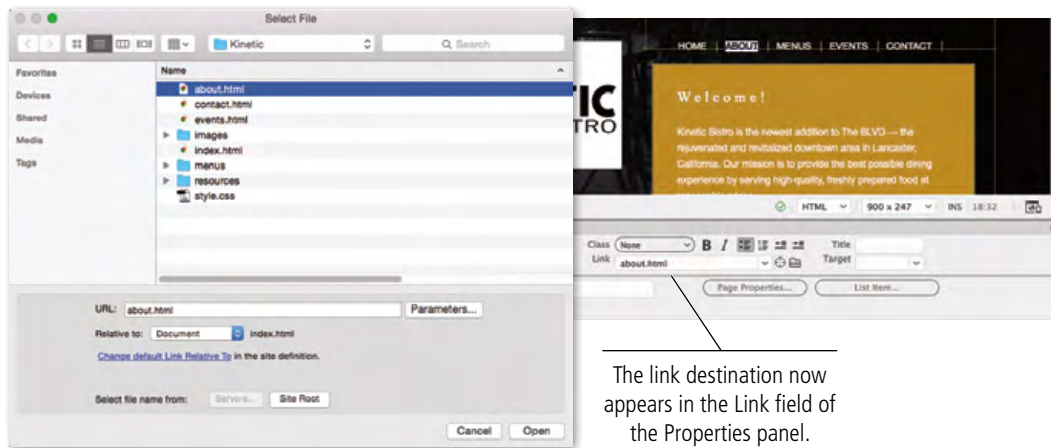 Select File
Kinetic
Search
Favorites
Devices
Shared
Media
Tags
Name
about.html
contact.html
events.html
images
index.html
menus
resources
style.css
URL: about.html
Parameters...
Relative to: Document index.html
Change default Link Relative To in the site definition.
Select file name from: Servers... Site Root
Cancel Open
HOME | ABOUT | MENUS | EVENTS | CONTACT |
IC
TRO
Welcome!
Kinetic Bistro is the newest addition to The BLVD — the
rejuvenated and revitalized downtown area in Lancaster,
California. Our mission is to provide the best possible dining
experience by serving high-quality, freshly prepared food at
HTML 900 x 247 INS 18:32
Class None B I Title
Link about.html Target
Page Properties... List Item...
The link destination now
appears in the Link field of
the Properties panel.